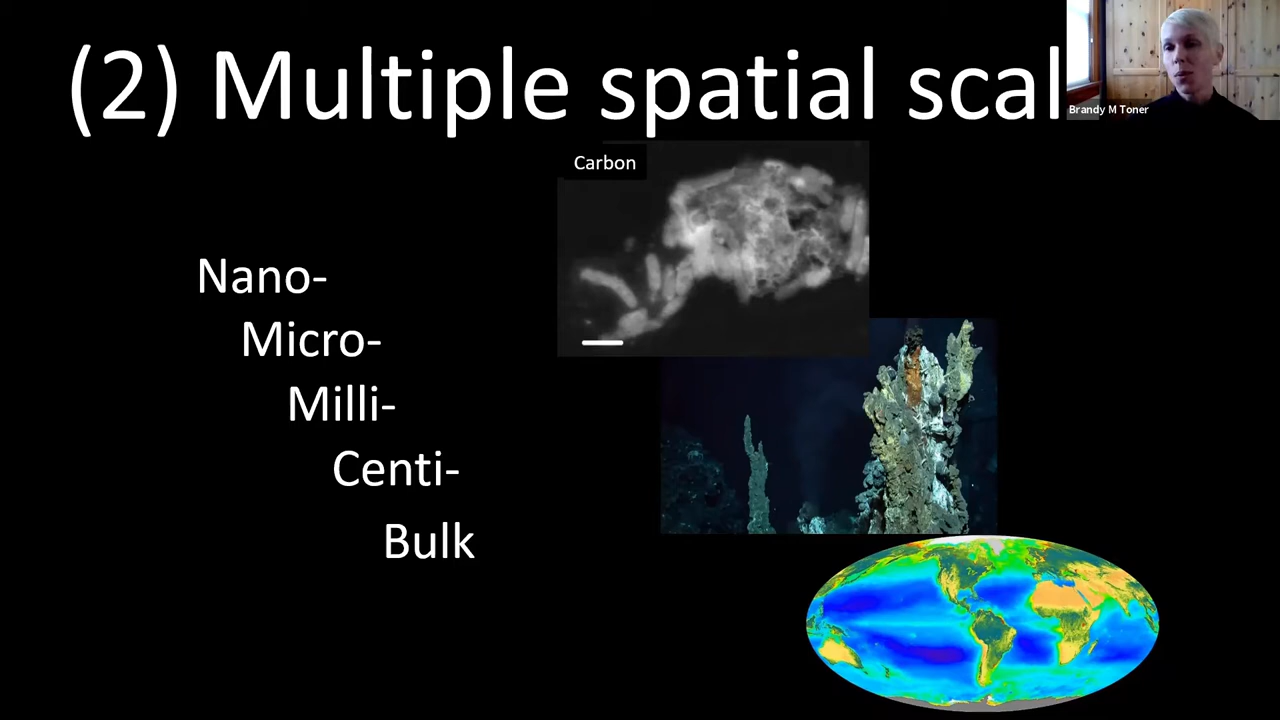 (2) Multiple spatial scal
Brandy M Toner
Carbon
Nano-
Micro-
Milli-
Centi-
Bulk